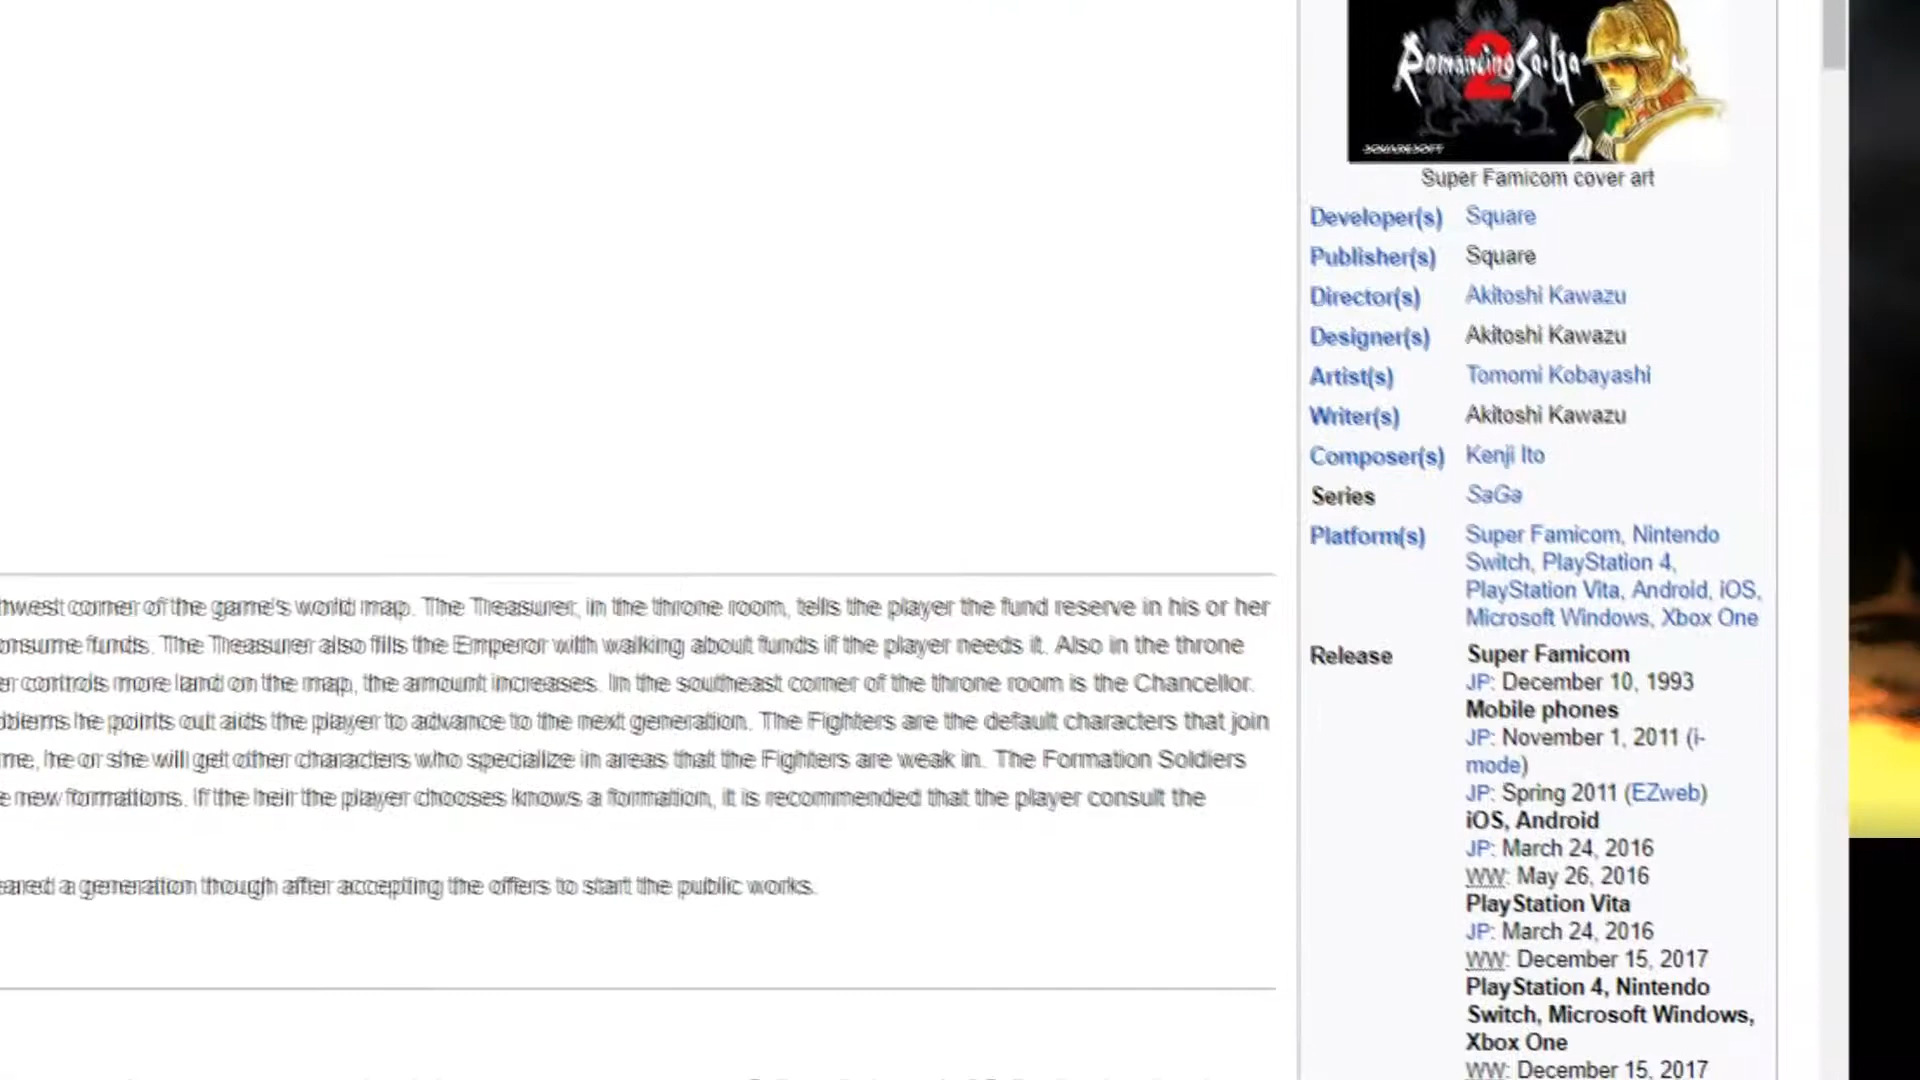 Romancing Sa·Ga
2
SQUARESOFT
Super Famicom cover art
Developer(s) Square
Publisher(s) Square
Director(s) Akitoshi Kawazu
Designer(s) Akitoshi Kawazu
Artist(s) Tomomi Kobayashi
Writer(s) Akitoshi Kawazu
Composer(s) Kenji Ito
Series SaGa
Platform(s) Super Famicom, Nintendo
Switch, PlayStation 4,
PlayStation Vita, Android, iOS,
Microsoft Windows, Xbox One
Release Super Famicom
JP: December 10, 1993
Mobile phones
JP: November 1, 2011 (i-
mode)
JP: Spring 2011 (EZweb)
iOS, Android
JP: March 24, 2016
WW: May 26, 2016
PlayStation Vita
JP: March 24, 2016
WW: December 15, 2017
PlayStation 4, Nintendo
Switch, Microsoft Windows,
Xbox One
WW: December 15, 2017
hwest corner of the game's world map. The Treasurer, in the throne room, tells the player the fund reserve in his or her
onsume funds. The Treasurer also fills the Emperor with walking about funds if the player needs it. Also in the throne
er controls more land on the map, the amount increases. In the southeast corner of the throne room is the Chancellor.
oblems he points out aids the player to advance to the next generation. The Fighters are the default characters that join
me, he or she will get other characters who specialize in areas that the Fighters are weak in. The Formation Soldiers
e new formations. If the heir the player chooses knows a formation, it is recommended that the player consult the
eared a generation though after accepting the offers to start the public works.